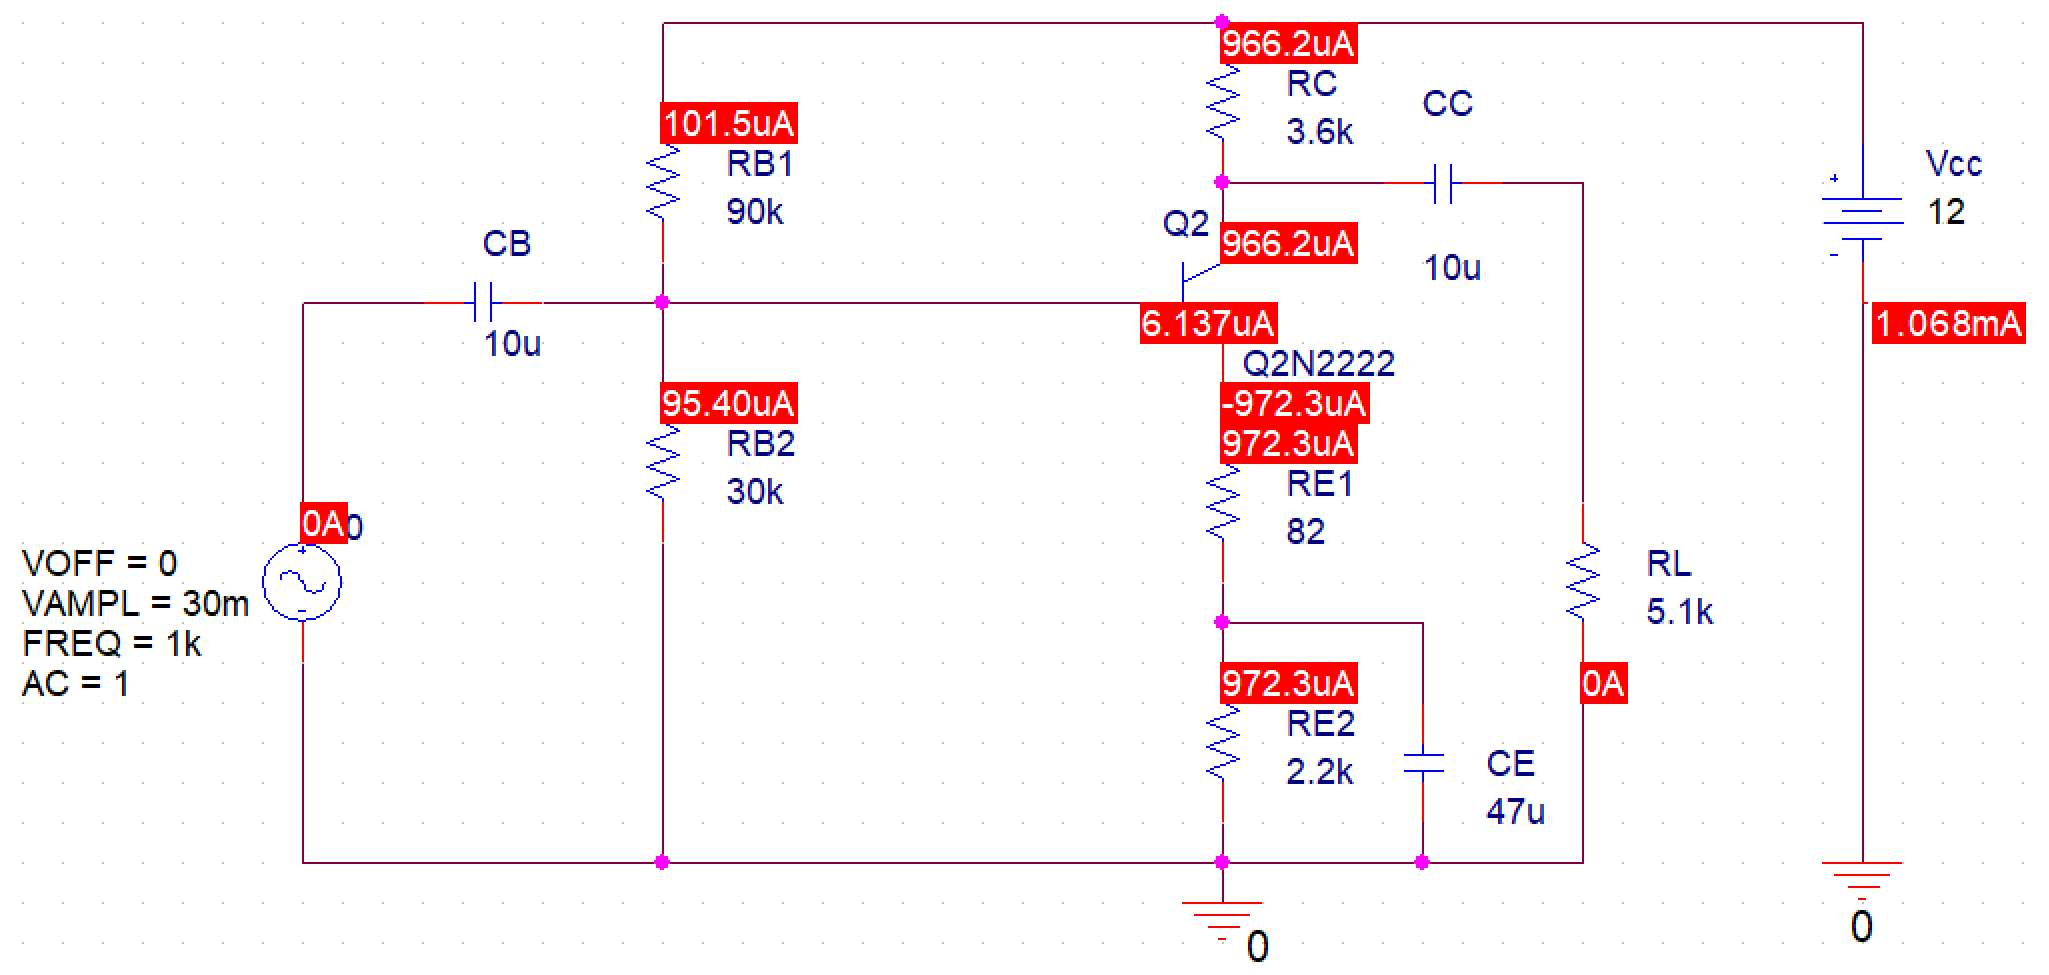 966.2uA
RC
3.6k
CC
101.5uA
RB1
90k
Vcc
12
+
-
Q2
966.2uA
10u
CB
10u
6.137uA
1.068mA
Q2N2222
95.40uA
RB2
30k
-972.3uA
972.3uA
RE1
82
0A0
VOFF = 0
VAMPL = 30m
FREQ = 1k
AC = 1
+
-
RL
5.1k
0A
972.3uA
RE2
2.2k
CE
47u
0
0